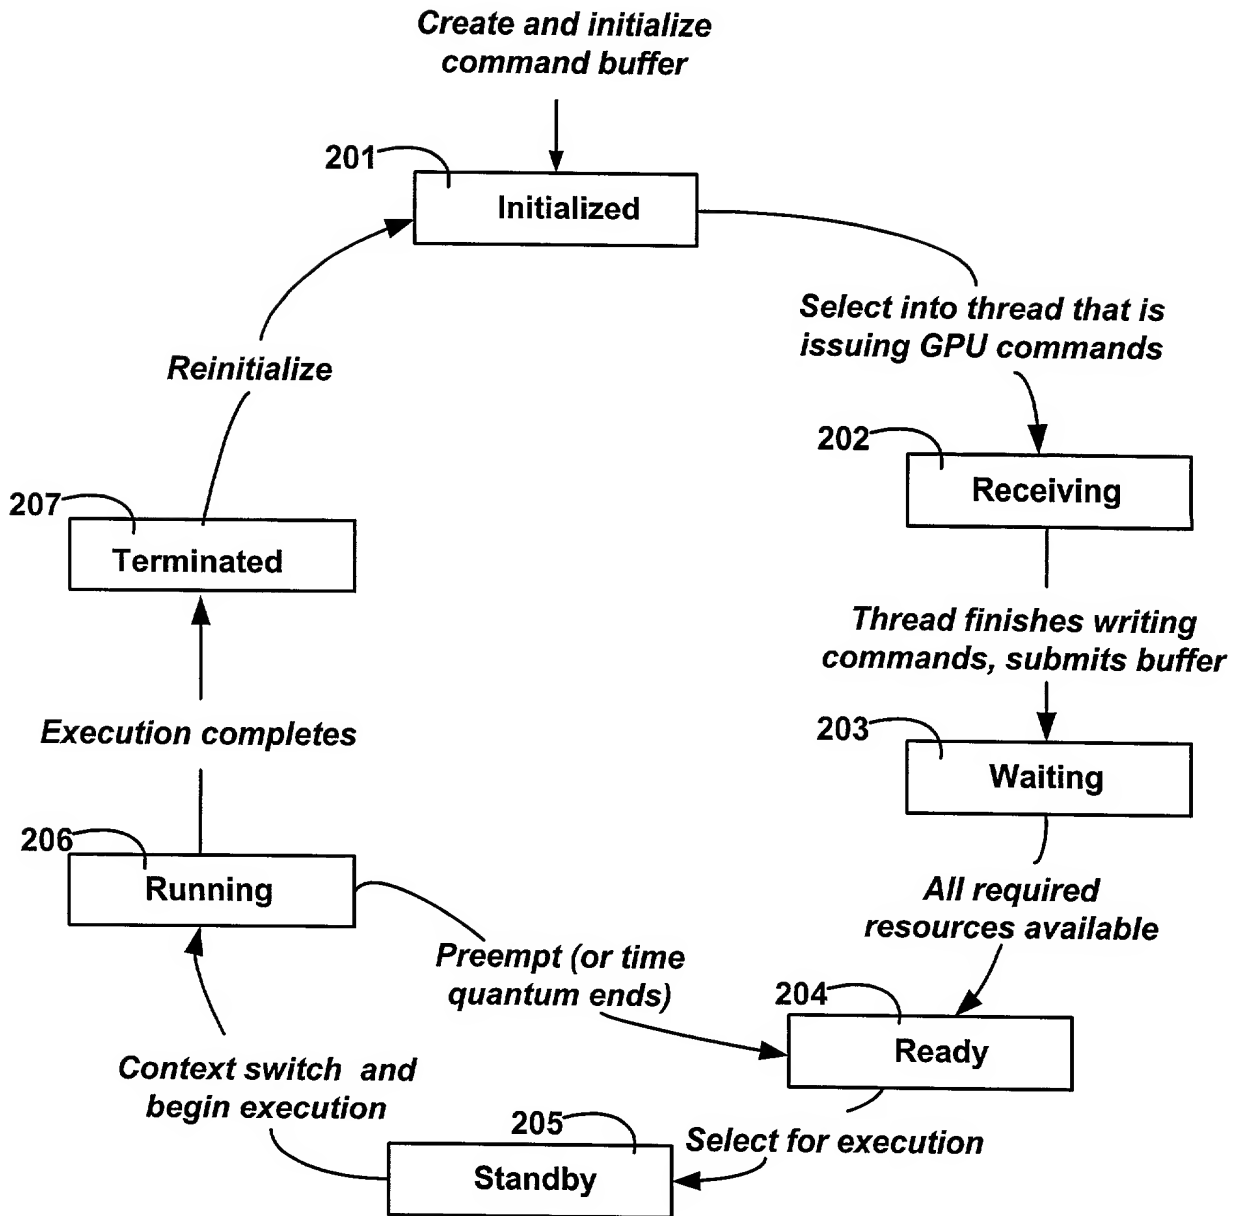 Create and initialize
command buffer
201
Initialized
Select into thread that is
issuing GPU commands
Reinitialize
202
Receiving
207
Terminated
Thread finishes writing
commands, submits buffer
Execution completes
203
Waiting
206
Running
All required
resources available
Preempt (or time
quantum ends)
204
Ready
Context switch and
begin execution
205
Select for execution
Standby